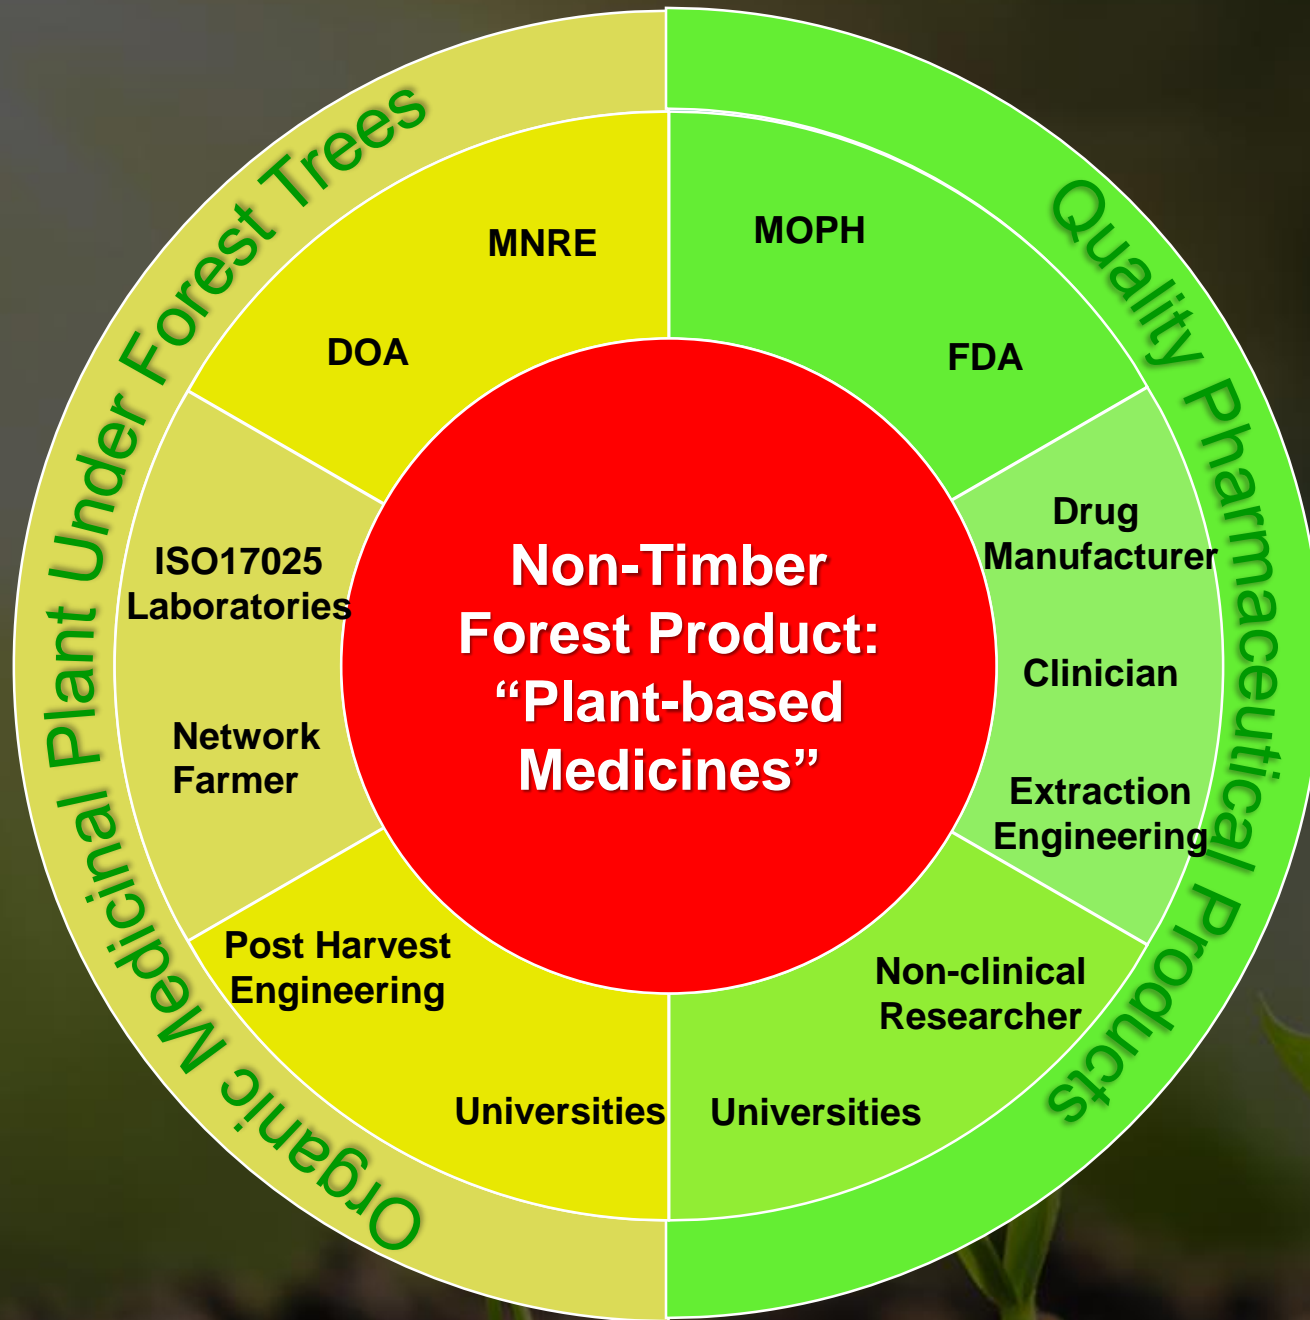 Organic Medicinal Plant Under Forest Trees
Quality Pharmaceutical Products
MNRE
DOA
MOPH
FDA
ISO17025
Laboratories
Network
Farmer
Drug
Manufacturer
Clinician
Extraction
Engineering
Non-Timber
Forest Product:
“Plant-based
Medicines”
Post Harvest
Engineering
Universities
Non-clinical
Researcher
Universities